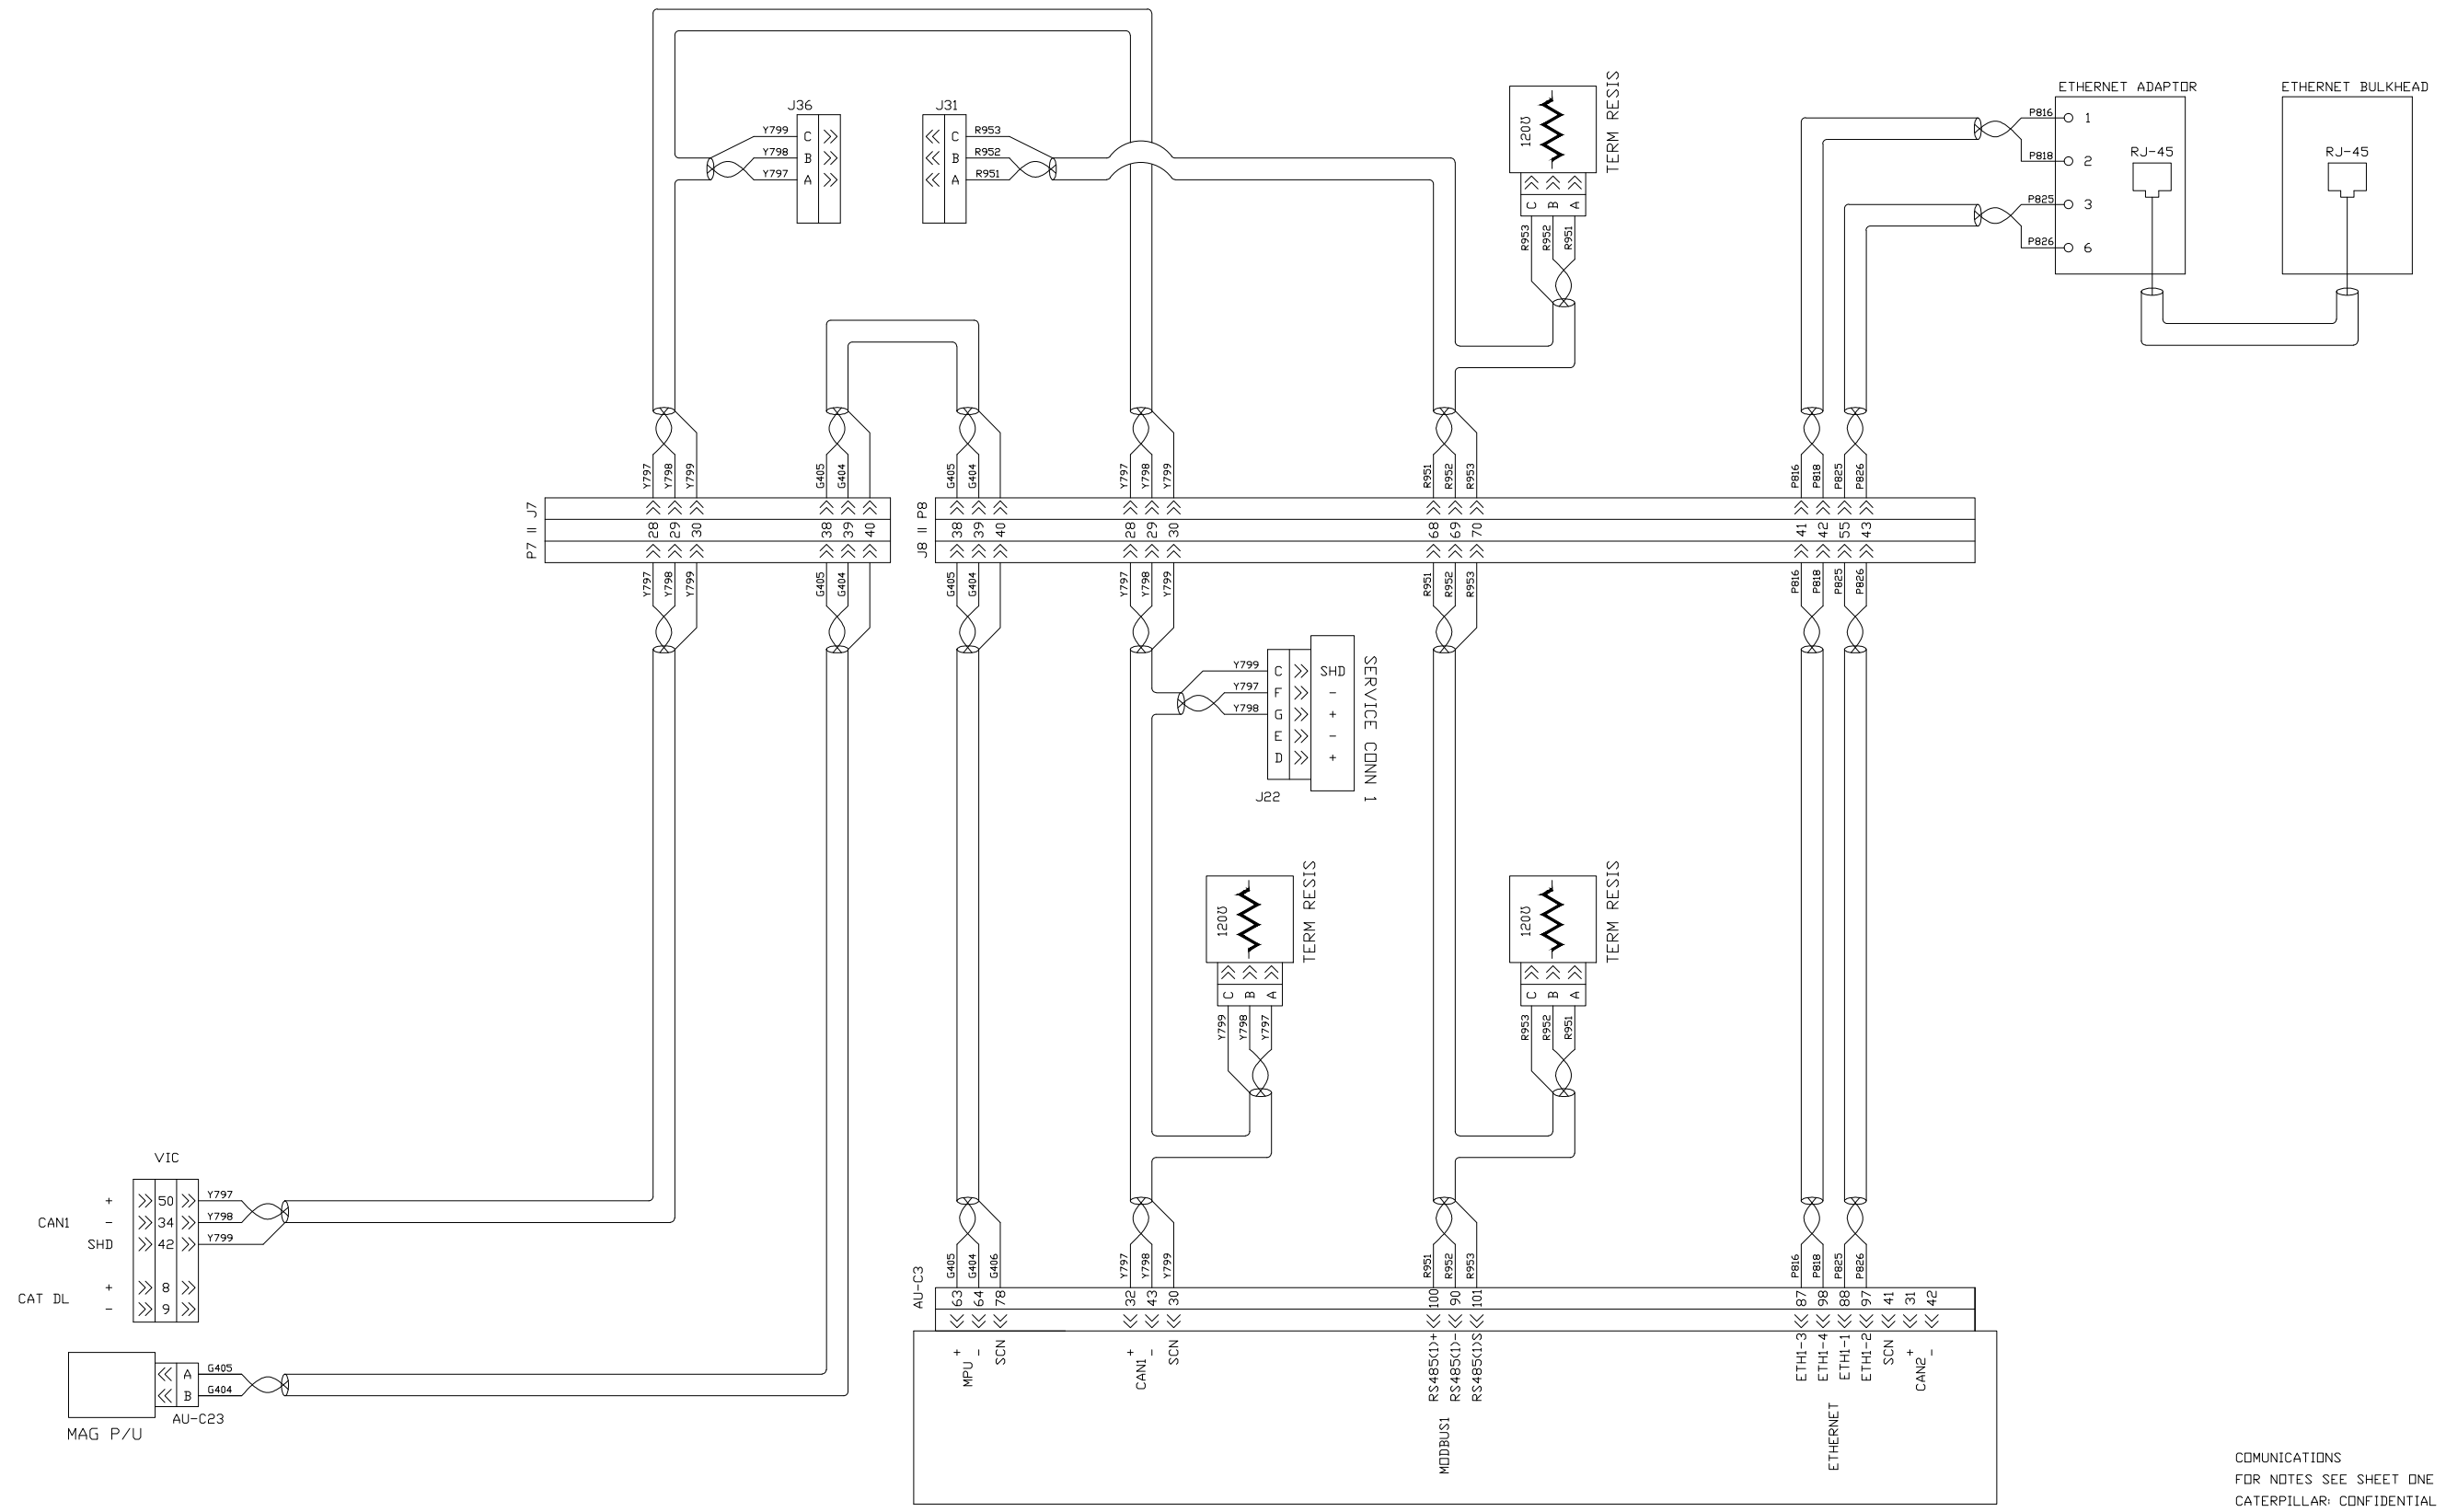 J36
Y799 C
Y798 B
Y797 A
J31
C R953
B R952
A R951
120Ω
TERM RESIS
C B A
R953 R952 R951
ETHERNET ADAPTOR
P816 1
P818 2
P825 3
P826 6
RJ-45
ETHERNET BULKHEAD
RJ-45
Y797 Y798 Y799 G405 G404
P7 || J7
28 29 30 38 39 40
Y797 Y798 Y799 G405 G404
G405 G404 Y797 Y798 Y799 R951 R952 R953 P816 P818 P825 P826
J8 || P8
38 39 40 28 29 30 68 69 70 41 42 55 43
G405 G404 Y797 Y798 Y799 R951 R952 R953 P816 P818 P825 P826
Y799 C SHD
Y797 F -
Y798 G +
E -
D +
SERVICE CONN 1
J22
120Ω
TERM RESIS
C B A
Y799 Y798 Y797
120Ω
TERM RESIS
C B A
R953 R952 R951
VIC
CAN1
+ 50 Y797
- 34 Y798
SHD 42 Y799
CAT DL
+ 8
- 9
A G405
B G404
AU-C23
MAG P/U
G405 G404 G406 Y797 Y798 Y799 R951 R952 R953 P816 P818 P825 P826
AU-C3
63 64 78 32 43 30 100 90 101 87 98 88 97 41 31 42
MPU + - SCN
CAN1 + - SCN
RS485(1)+ RS485(1)- RS485(1)S
MODBUS1
ETH1-3 ETH1-4 ETH1-1 ETH1-2 SCN
ETHERNET
CAN2 + -
COMUNICATIONS
FOR NOTES SEE SHEET ONE
CATERPILLAR: CONFIDENTIAL